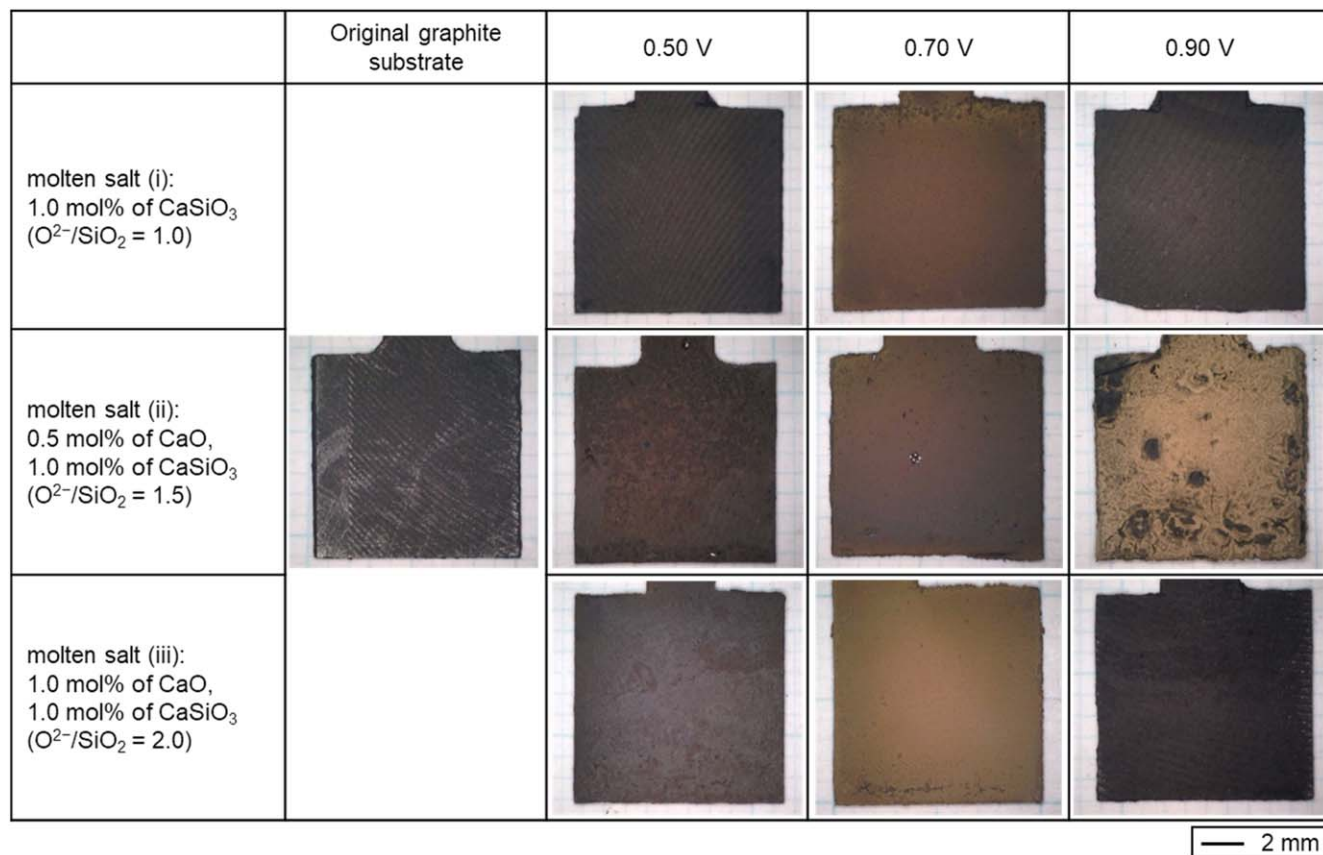 Original graphite
substrate
0.50 V
0.70 V
0.90 V
molten salt (i):
1.0 mol% of CaSiO₃
(O²⁻/SiO₂ = 1.0)
molten salt (ii):
0.5 mol% of CaO,
1.0 mol% of CaSiO₃
(O²⁻/SiO₂ = 1.5)
molten salt (iii):
1.0 mol% of CaO,
1.0 mol% of CaSiO₃
(O²⁻/SiO₂ = 2.0)
2 mm